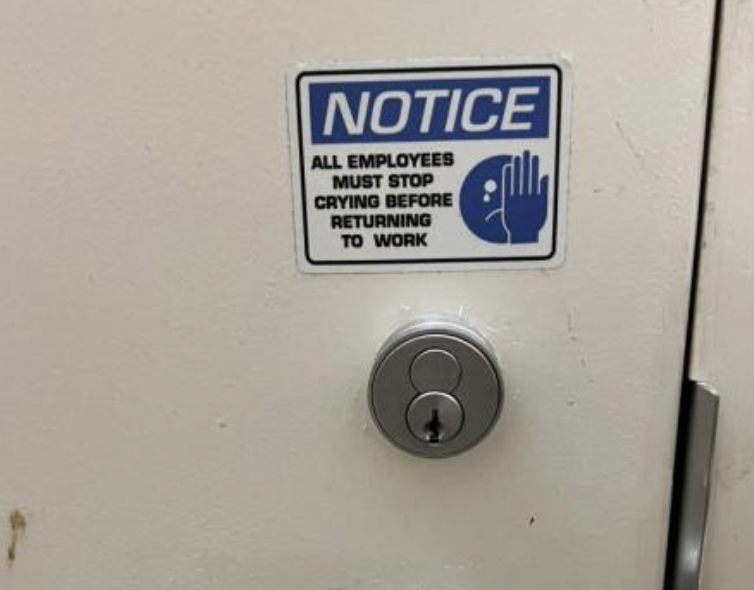 NOTICE
ALL EMPLOYEES
MUST STOP
CRYING BEFORE
RETURNING
TO WORK